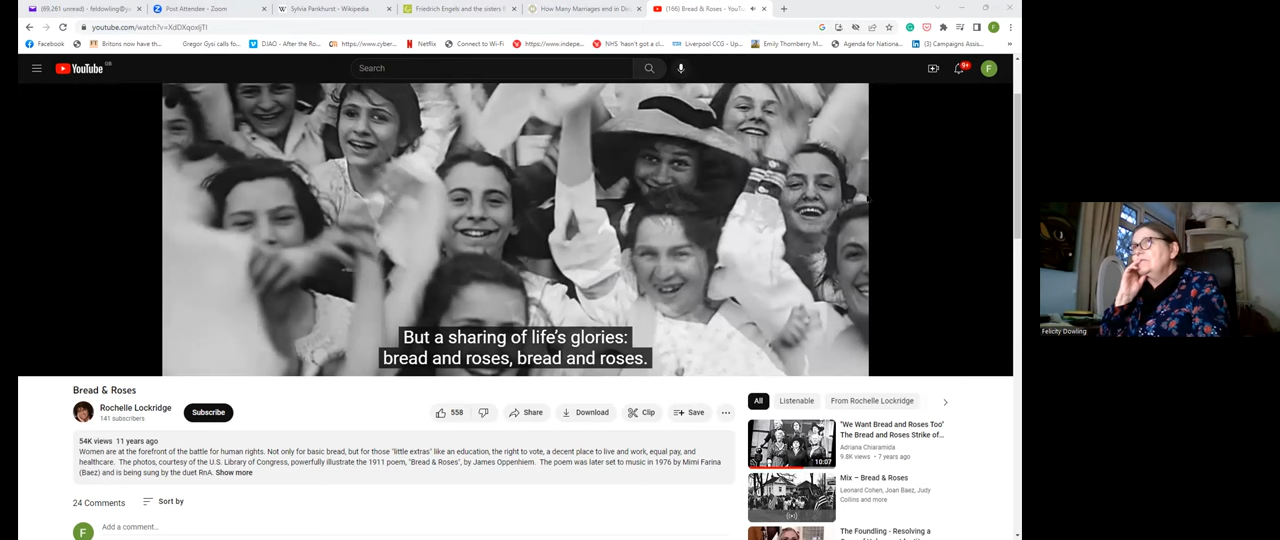 (69,261 unread) - feldowling@y
Post Attendee - Zoom
Sylvia Parkhurst - Wikipedia
Friedrich Engels and the sisters
How Many Marriages end in Div
(166) Bread & Roses - YouTu
youtube.com/watch?v=XdDXqoxIjTI
Facebook
Britons now have th...
Gregor Gysi calls fo...
DJAO - After the Ro...
https://www.cyber...
Netflix
Connect to Wi-Fi
https://www.indepe...
NHS 'hasn't got a cl...
Liverpool CCG - Up...
Emily Thornberry M...
Agenda for Nationa...
(3) Campaigns Assis...
YouTube GB
Search
9+
F
But a sharing of life's glories:
bread and roses, bread and roses.
Felicity Dowling
Bread & Roses
Rochelle Lockridge
141 subscribers
Subscribe
558
Share
Download
Clip
Save
54K views 11 years ago
Women are at the forefront of the battle for human rights. Not only for basic bread, but for those "little extras" like an education, the right to vote, a decent place to live and work, equal pay, and
healthcare. The photos, courtesy of the U.S. Library of Congress, powerfully illustrate the 1911 poem, "Bread & Roses", by James Oppenhiem. The poem was later set to music in 1976 by Mimi Farina
(Baez) and is being sung by the duet RnA. Show more
24 Comments
Sort by
F
Add a comment...
All
Listenable
From Rochelle Lockridge
"We Want Bread and Roses Too"
The Bread and Roses Strike of...
Adriana Chiaramida
9.8K views • 7 years ago
10:07
Mix – Bread & Roses
Leonard Cohen, Joan Baez, Judy
Collins and more
The Foundling - Resolving a